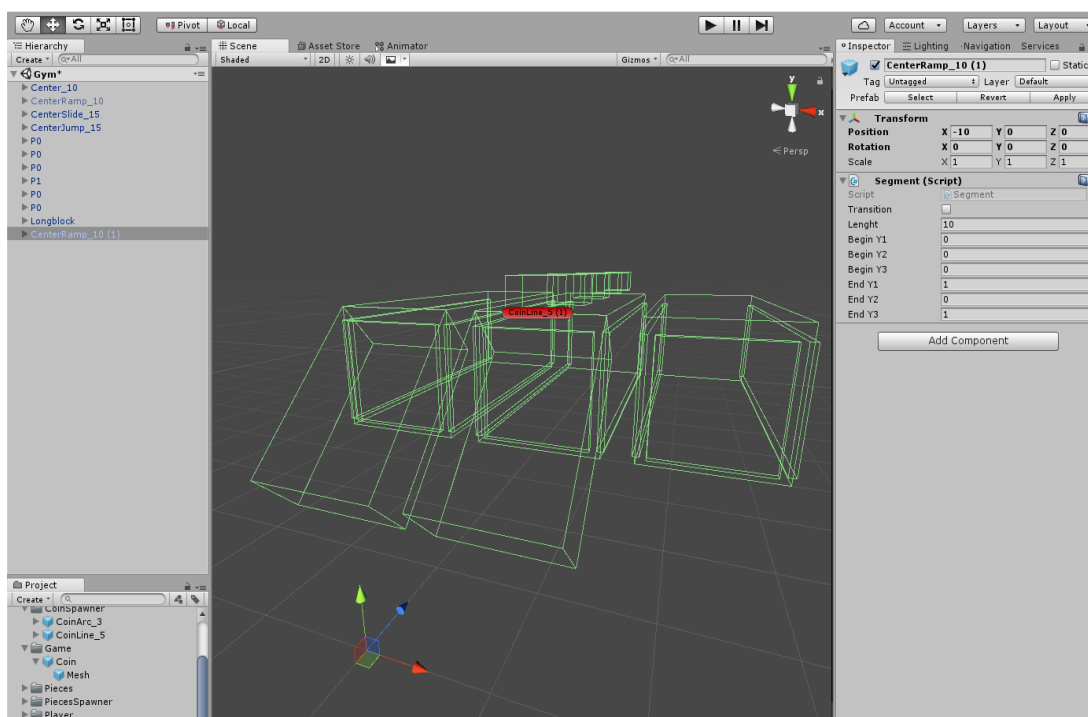 Pivot Local Account Layers Layout
Hierarchy
Create All
Gym*
Center_10
CenterRamp_10
CenterSlide_15
CenterJump_15
P0
P0
P0
P1
P0
P0
Longblock
CenterRamp_10 (1)
Project
Create
CoinSpawner
CoinArc_3
CoinLine_5
Game
Coin
Mesh
Pieces
PiecesSpawner
Player
Scene Asset Store Animator
Shaded 2D Gizmos All
y
x
Persp
CoinLine_5 (1)
Inspector Lighting Navigation Services
CenterRamp_10 (1) Static
Tag Untagged Layer Default
Prefab Select Revert Apply
Transform
Position X -10 Y 0 Z 0
Rotation X 0 Y 0 Z 0
Scale X 1 Y 1 Z 1
Segment (Script)
Script Segment
Transition
Lenght 10
Begin Y1 0
Begin Y2 0
Begin Y3 0
End Y1 1
End Y2 0
End Y3 1
Add Component